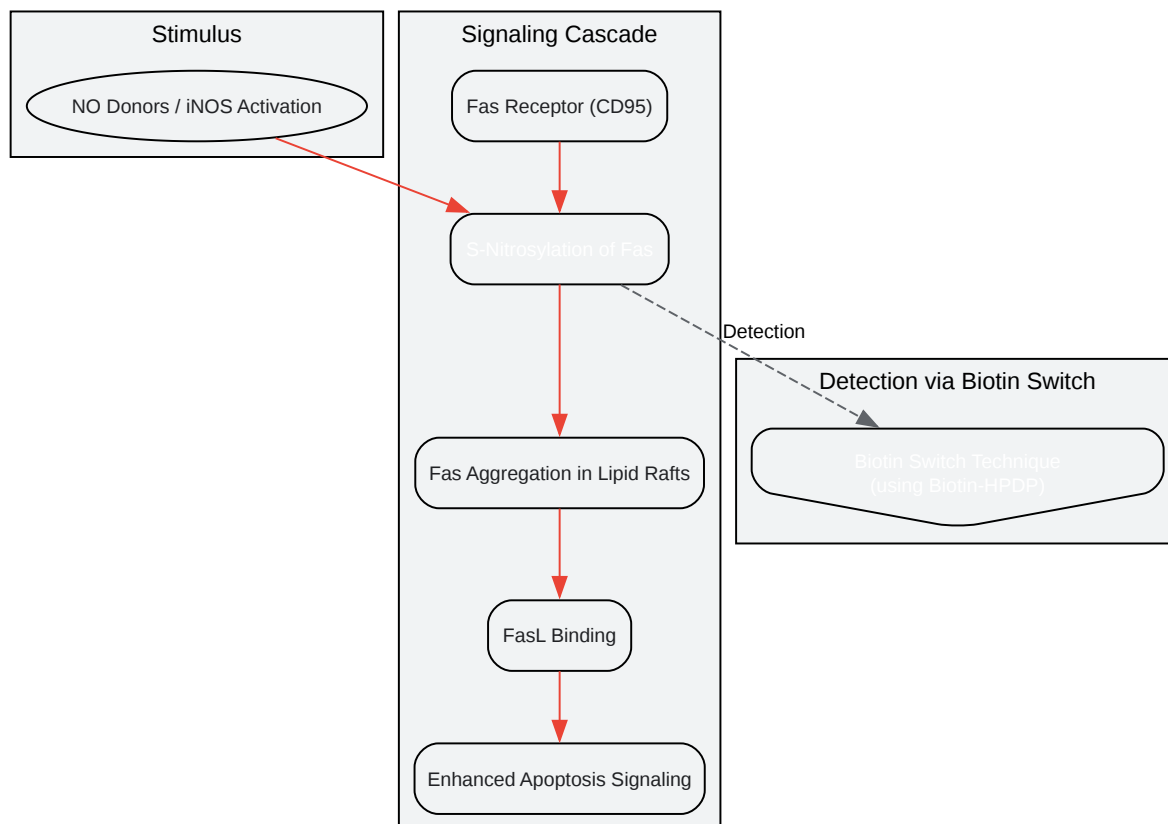 Stimulus
NO Donors / iNOS Activation
Signaling Cascade
Fas Receptor (CD95)
S-Nitrosylation of Fas
Detection
Detection via Biotin Switch
Biotin Switch Technique
(using Biotin-HPDP)
Fas Aggregation in Lipid Rafts
FasL Binding
Enhanced Apoptosis Signaling